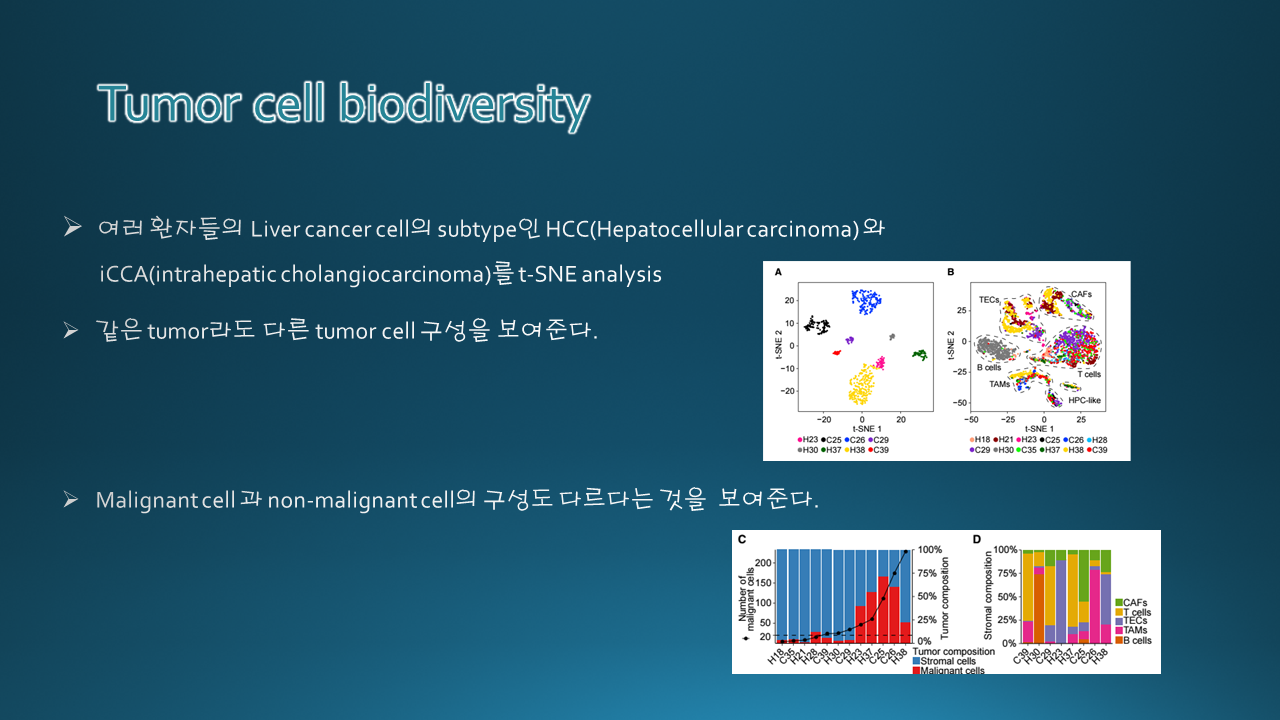 Tumor cell biodiversity
여러 환자들의 Liver cancer cell의 subtype인 HCC(Hepatocellular carcinoma)와
iCCA(intrahepatic cholangiocarcinoma)를 t-SNE analysis
같은 tumor라도 다른 tumor cell 구성을 보여준다.
A
20
10
0
−10
−20
t-SNE 2
−20 0 20
t-SNE 1
H23 C25 C26 C29
H30 H37 H38 C39
B
TECs
CAFs
B cells
T cells
TAMs
HPC-like
25
0
−25
−50
t-SNE 2
−50 −25 0 25
t-SNE 1
H18 H21 H23 C25 C26 H28
C29 H30 C35 H37 H38 C39
Malignant cell 과 non-malignant cell의 구성도 다르다는 것을 보여준다.
C
Number of
malignant cells
200
150
100
50
20
100%
75%
50%
25%
0%
Tumor composition
H18 C35 H21 H28 C39 H30 C29 H23 H37 C25 C26 H38
Tumor composition
Stromal cells
Malignant cells
D
Stromal composition
100%
75%
50%
25%
0%
C39 H30 C29 H23 H37 C25 C26 H38
CAFs
T cells
TECs
TAMs
B cells